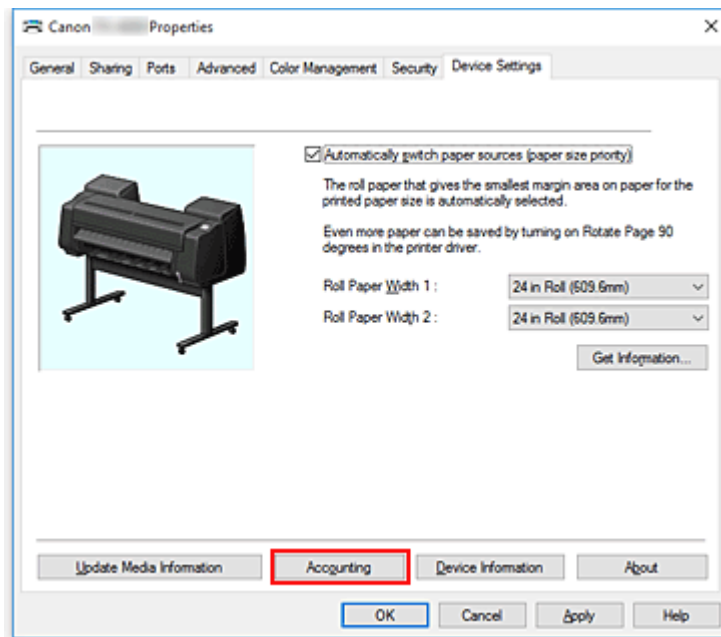 Canon Properties
General Sharing Ports Advanced Color Management Security Device Settings
Automatically switch paper sources (paper size priority)
The roll paper that gives the smallest margin area on paper for the
printed paper size is automatically selected.
Even more paper can be saved by turning on Rotate Page 90
degrees in the printer driver.
Roll Paper Width 1 : 24 in Roll (609.6mm)
Roll Paper Width 2 : 24 in Roll (609.6mm)
Get Information...
Update Media Information Accounting Device Information About
OK Cancel Apply Help